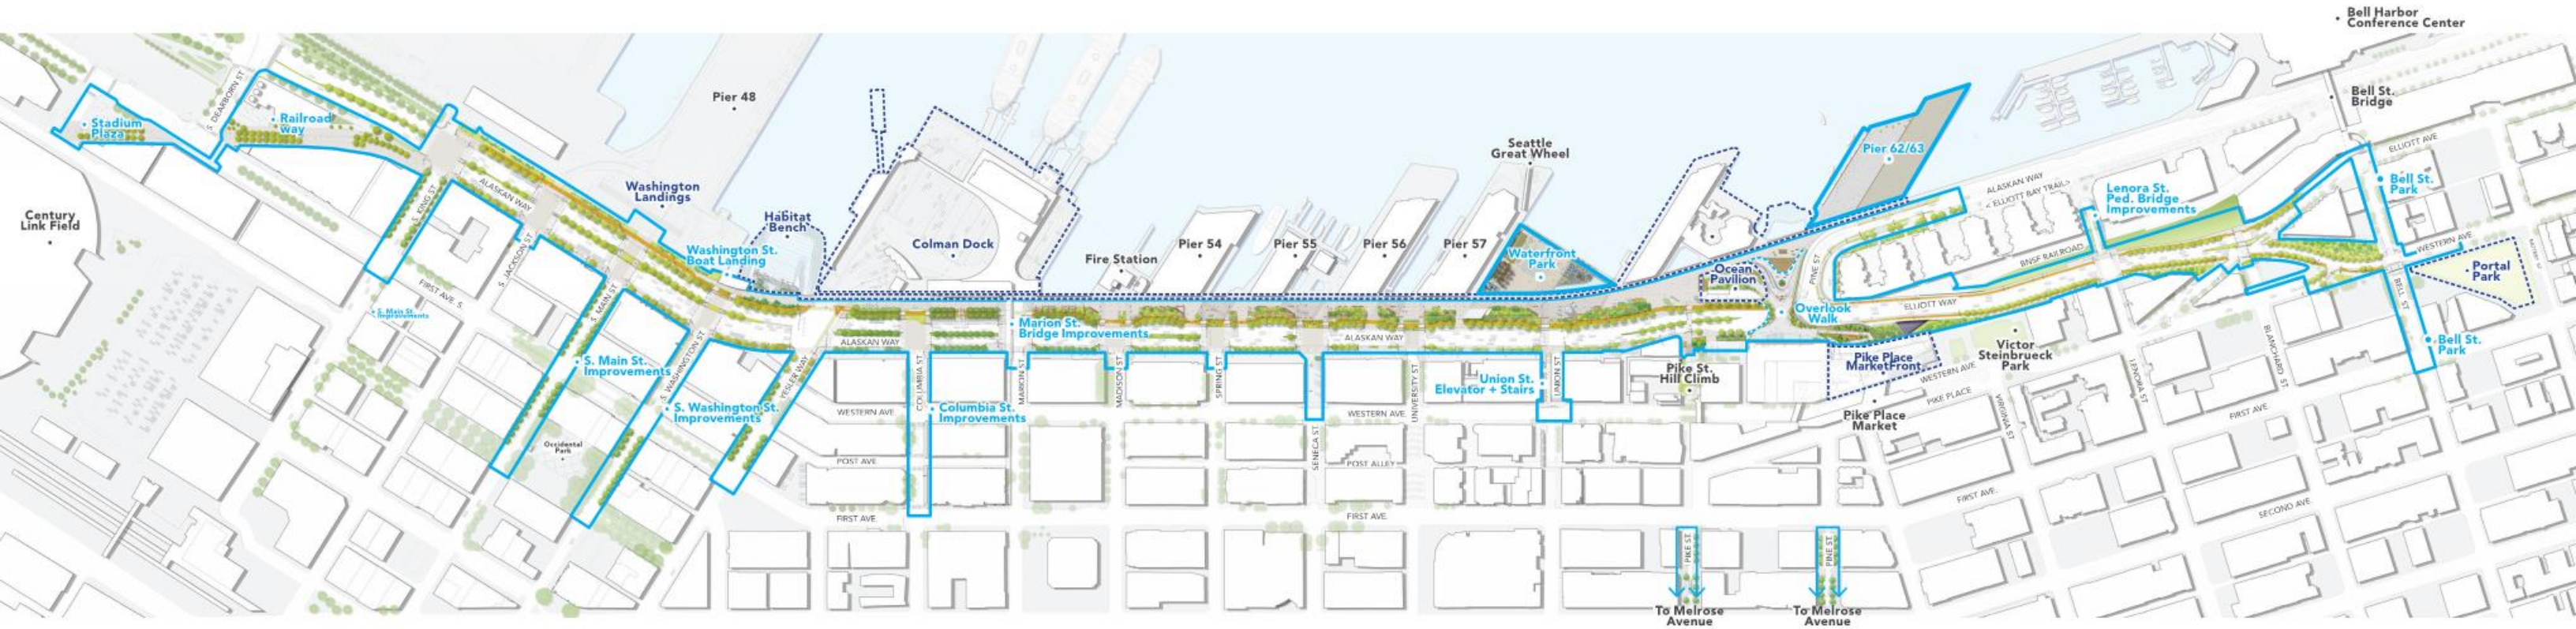 Bell Harbor
Conference Center
Bell St.
Bridge
Stadium
Plaza
S. DEARBORN ST
Railroad
way
Pier 48
Century
Link Field
S. KING ST
ALASKAN WAY
S. JACKSON ST
FIRST AVE S.
S. Main St.
Improvements
S. MAIN ST
Washington
Landings
Washington St.
Boat Landing
Habitat
Bench
Colman Dock
Fire Station
Pier 54
Pier 55
Pier 56
Pier 57
Seattle
Great Wheel
Waterfront
Park
Pier 62/63
Ocean
Pavilion
PINE ST
Overlook
Walk
ALASKAN WAY
< ELLIOTT BAY TRAIL >
Lenora St.
Ped. Bridge
Improvements
BNSF RAILROAD
ELLIOTT WAY
ELLIOTT AVE
Bell St.
Park
WESTERN AVE
Portal
Park
BELL ST
Bell St.
Park
S. Main St.
Improvements
S. WASHINGTON ST
S. Washington St.
Improvements
YESLER WAY
Occidental
Park
ALASKAN WAY
COLUMBIA ST
Columbia St.
Improvements
Marion St.
Bridge Improvements
MARION ST
MADISON ST
SPRING ST
SENECA ST
ALASKAN WAY
UNIVERSITY ST
Union St.
Elevator + Stairs
UNION ST
Pike St.
Hill Climb
Pike Place
MarketFront
Victor
Steinbrueck
Park
WESTERN AVE
PIKE PLACE
Pike Place
Market
VIRGINIA ST
LENORA ST
BLANCHARD ST
FIRST AVE
WESTERN AVE
WESTERN AVE
POST AVE
POST ALLEY
FIRST AVE
FIRST AVE
FIRST AVE
SECOND AVE
PIKE ST
PINE ST
To Melrose
Avenue
To Melrose
Avenue